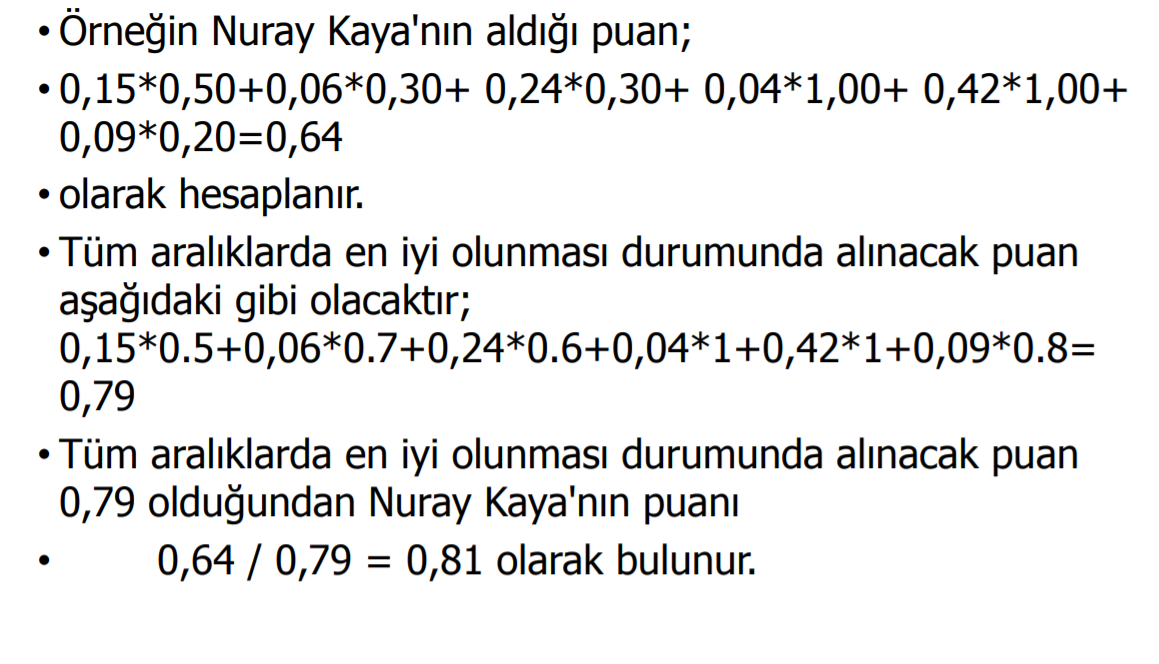 • Örneğin Nuray Kaya'nın aldığı puan;
• 0,15*0,50+0,06*0,30+ 0,24*0,30+ 0,04*1,00+ 0,42*1,00+
0,09*0,20=0,64
• olarak hesaplanır.
• Tüm aralıklarda en iyi olunması durumunda alınacak puan
aşağıdaki gibi olacaktır;
0,15*0.5+0,06*0.7+0,24*0.6+0,04*1+0,42*1+0,09*0.8=
0,79
• Tüm aralıklarda en iyi olunması durumunda alınacak puan
0,79 olduğundan Nuray Kaya'nın puanı
• 0,64 / 0,79 = 0,81 olarak bulunur.